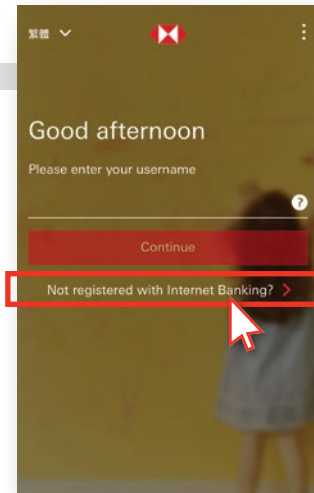 繁體
Good afternoon
Please enter your username
?
Continue
Not registered with Internet Banking?